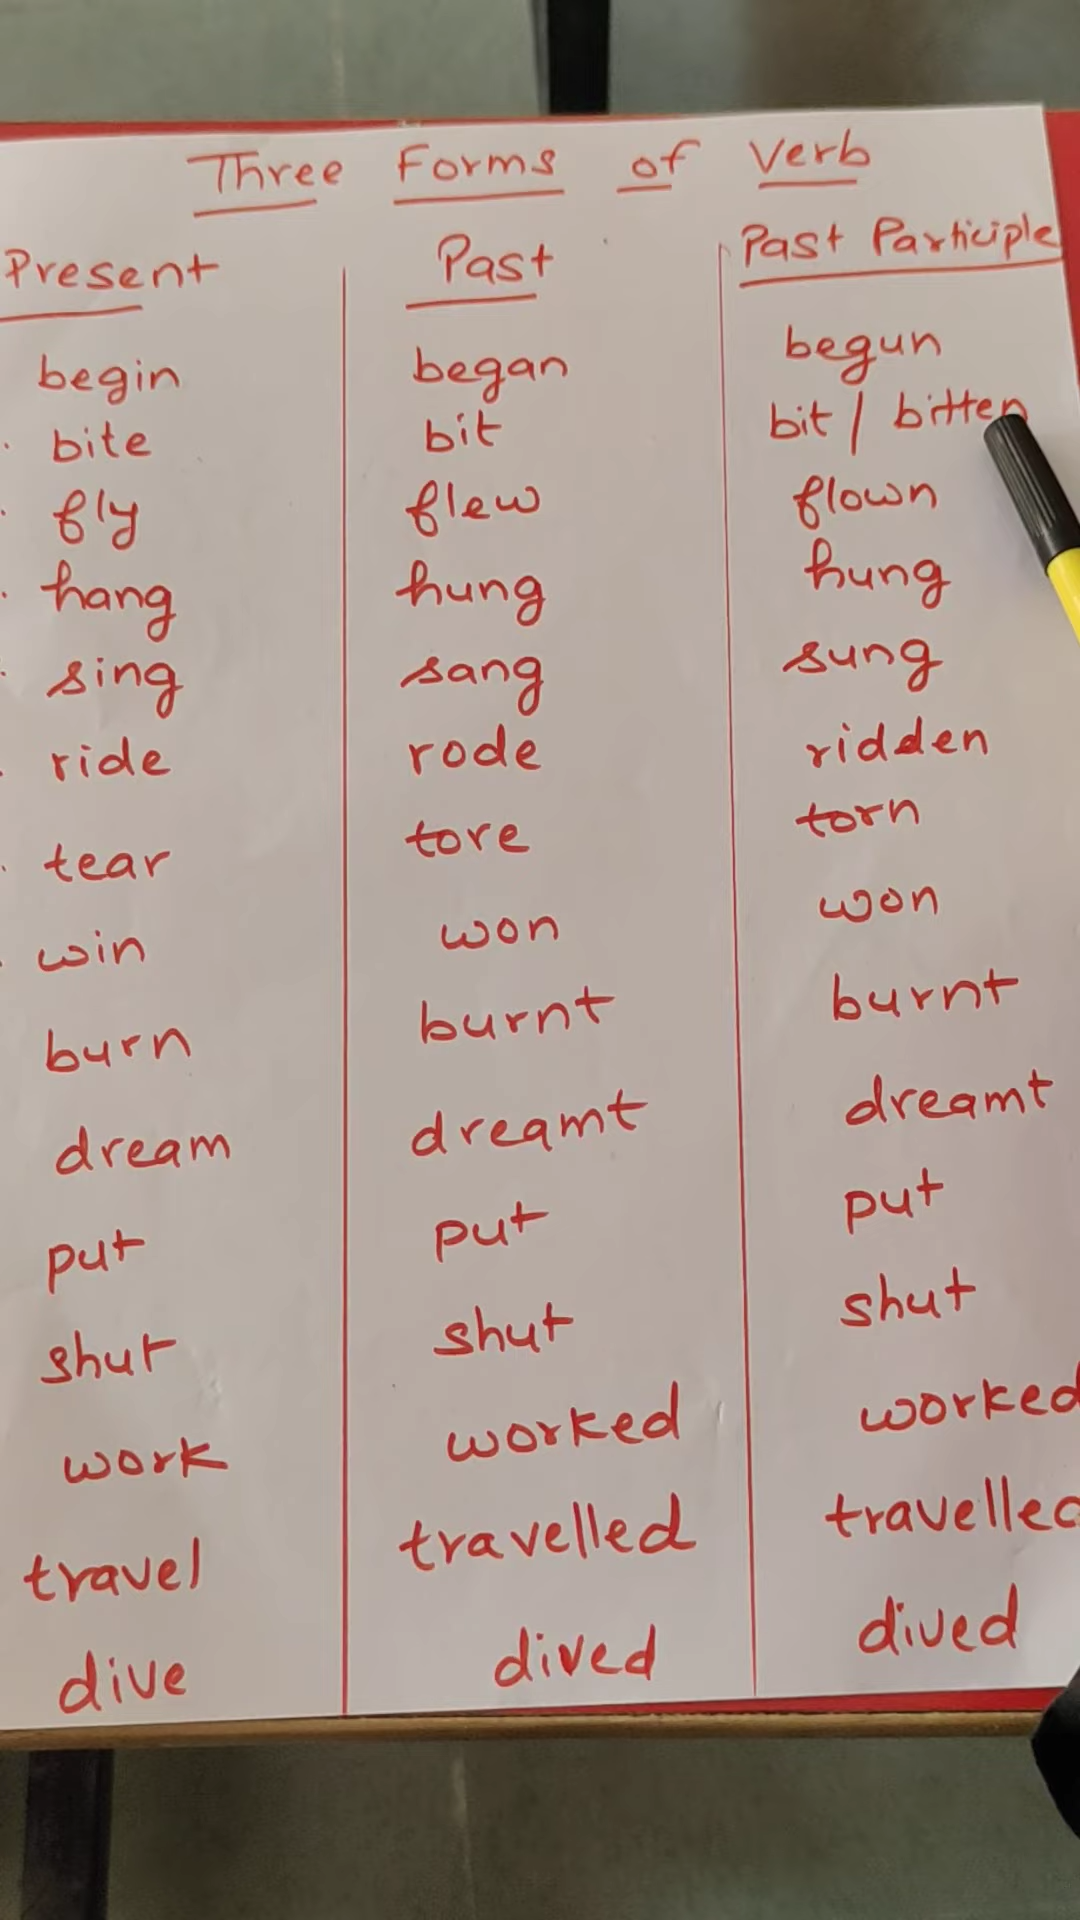 Three Forms of Verb
Present Past Past Participle
begin began begun
bite bit bit / bitten
fly flew flown
hang hung hung
sing sang sung
ride rode ridden
tear tore torn
win won won
burn burnt burnt
dream dreamt dreamt
put put put
shut shut shut
work worked worked
travel travelled travelled
dive dived dived